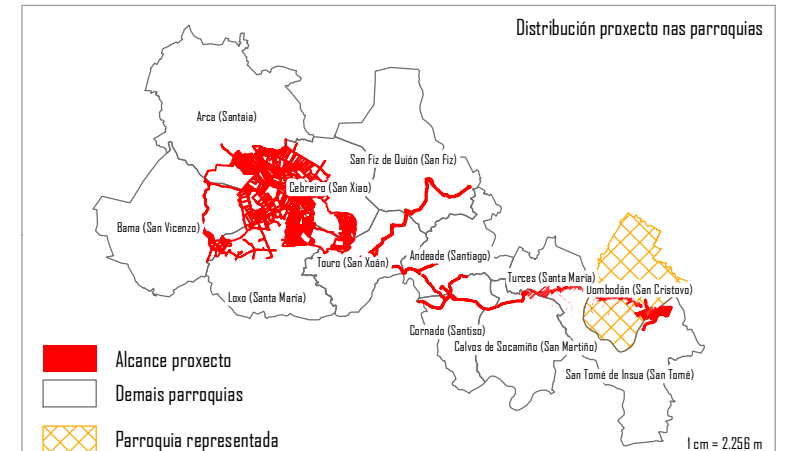 Distribución proxecto nas parroquias
Arca (Santaia)
San Fiz de Quión (San Fiz)
Cebreiro (San Xiao)
Bama (San Vicenzo)
Touro (San Xoán)
Andeade (Santiago)
Turces (Santa María)
Loxo (Santa María)
Cornado (Santiso)
Calvos de Socamiño (San Martiño)
San Tomé de Insua (San Tomé)
(San Cristovo)
Alcance proxecto
Demais parroquias
Parroquia representada
1 cm = 2.256 m